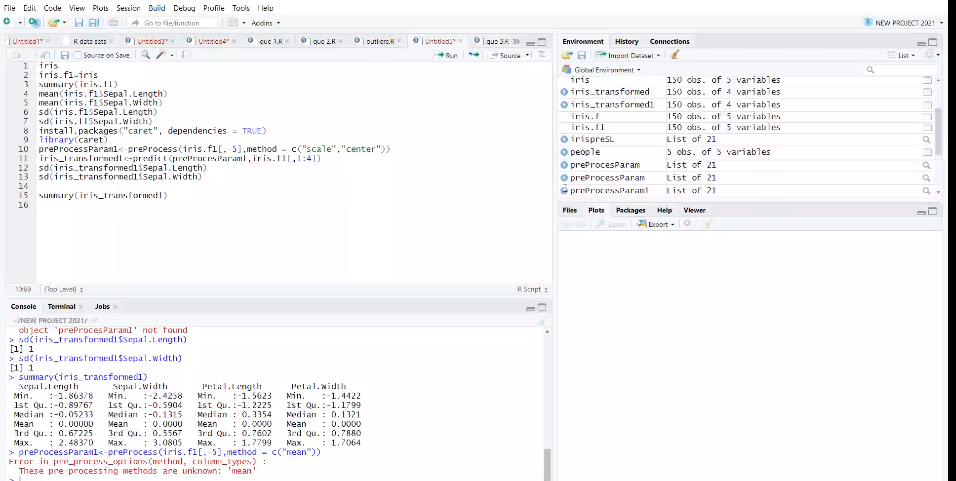 File Edit Code View Plots Session Build Debug Profile Tools Help
Go to file/function Addins NEW PROJECT 2021
Untitled1* R data sets Untitled3* Untitled4* que 1.R que 2.R outliers.R Untitled5* que 3.R
Source on Save Run Source
1 iris
2 iris.f1=iris
3 summary(iris.f1)
4 mean(iris.f1$Sepal.Length)
5 mean(iris.f1$Sepal.Width)
6 sd(iris.f1$Sepal.Length)
7 sd(iris.f1$Sepal.Width)
8 install.packages("caret", dependencies = TRUE)
9 library(caret)
10 preProcessParam1<-preProcess(iris.f1[,-5],method = c("scale","center"))
11 iris_transformed1<-predict(preProcesParam1,iris.f1[,1:4])
12 sd(iris_transformed1$Sepal.Length)
13 sd(iris_transformed1$Sepal.Width)
14
15 summary(iris_transformed1)
16
10:69 (Top Level) R Script
Console Terminal Jobs
~/NEW PROJECT 2021/
object 'preProcesParam1' not found
> sd(iris_transformed1$Sepal.Length)
[1] 1
> sd(iris_transformed1$Sepal.Width)
[1] 1
> summary(iris_transformed1)
Sepal.Length Sepal.Width Petal.Length Petal.Width
Min. :-1.86378 Min. :-2.4258 Min. :-1.5623 Min. :-1.4422
1st Qu.:-0.89767 1st Qu.:-0.5904 1st Qu.:-1.2225 1st Qu.:-1.1799
Median :-0.05233 Median :-0.1315 Median : 0.3354 Median : 0.1321
Mean : 0.00000 Mean : 0.0000 Mean : 0.0000 Mean : 0.0000
3rd Qu.: 0.67225 3rd Qu.: 0.5567 3rd Qu.: 0.7602 3rd Qu.: 0.7880
Max. : 2.48370 Max. : 3.0805 Max. : 1.7799 Max. : 1.7064
> preProcessParam1<-preProcess(iris.f1[,-5],method = c("mean"))
Error in pre_process_options(method, column_types) :
These pre-processing methods are unknown: 'mean'
>
Environment History Connections
Import Dataset List
Global Environment
iris 150 obs. of 5 variables
iris_transformed 150 obs. of 4 variables
iris_transformed1 150 obs. of 4 variables
iris.f 150 obs. of 5 variables
iris.f1 150 obs. of 5 variables
irispreSL List of 21
people 5 obs. of 5 variables
preProcesParam List of 21
preProcessParam List of 21
preProcessParam1 List of 21
Files Plots Packages Help Viewer
Zoom Export